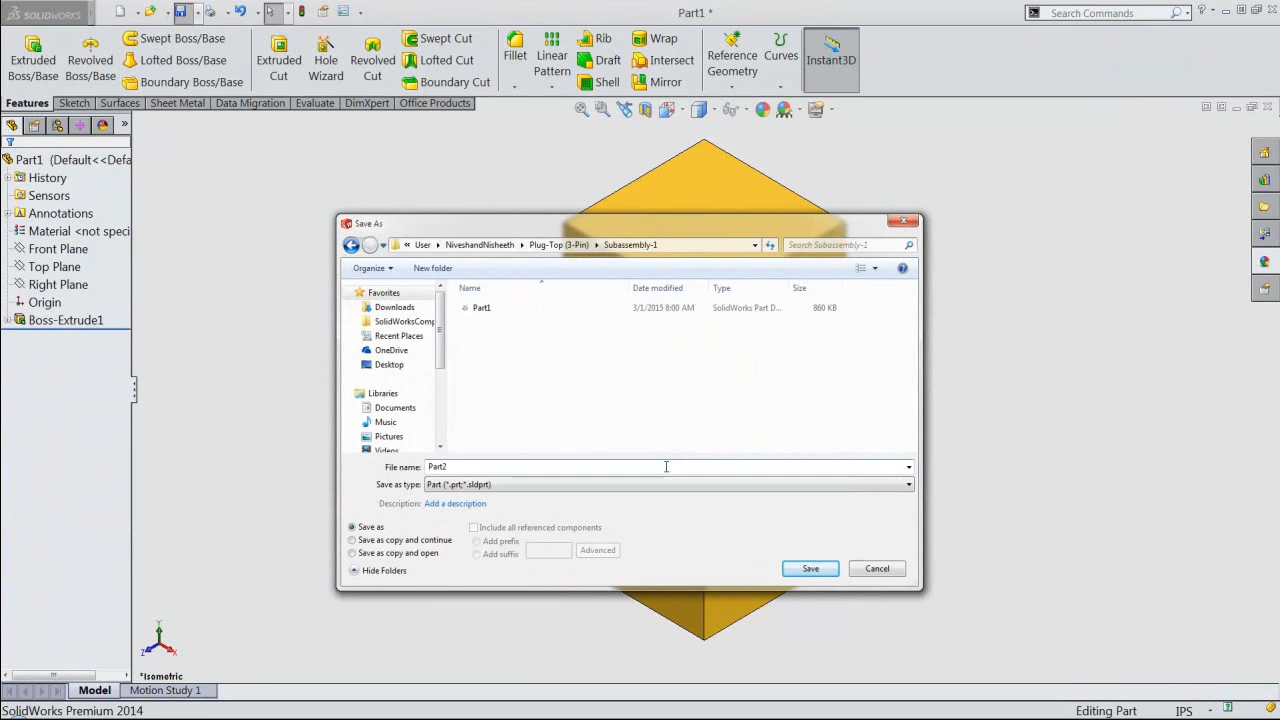 SOLIDWORKS
Part1 *
Search Commands
Extruded Boss/Base
Revolved Boss/Base
Swept Boss/Base
Lofted Boss/Base
Boundary Boss/Base
Extruded Cut
Hole Wizard
Revolved Cut
Swept Cut
Lofted Cut
Boundary Cut
Fillet
Linear Pattern
Rib
Draft
Shell
Wrap
Intersect
Mirror
Reference Geometry
Curves
Instant3D
Features Sketch Surfaces Sheet Metal Data Migration Evaluate DimXpert Office Products
Part1 (Default<<Defa
History
Sensors
Annotations
Material <not speci
Front Plane
Top Plane
Right Plane
Origin
Boss-Extrude1
Save As
« User NiveshandNisheeth Plug-Top (3-Pin) Subassembly-1
Search Subassembly-1
Organize New folder
Favorites
Downloads
SolidWorksComp
Recent Places
OneDrive
Desktop
Libraries
Documents
Music
Pictures
Videos
Name Date modified Type Size
Part1 3/1/2015 8:00 AM SolidWorks Part D... 860 KB
File name: Part2
Save as type: Part (*.prt;*.sldprt)
Description: Add a description
Save as
Save as copy and continue
Save as copy and open
Include all referenced components
Add prefix
Add suffix
Advanced
Hide Folders
Save Cancel
Y
Z X
*Isometric
Model Motion Study 1
SolidWorks Premium 2014
Editing Part
IPS